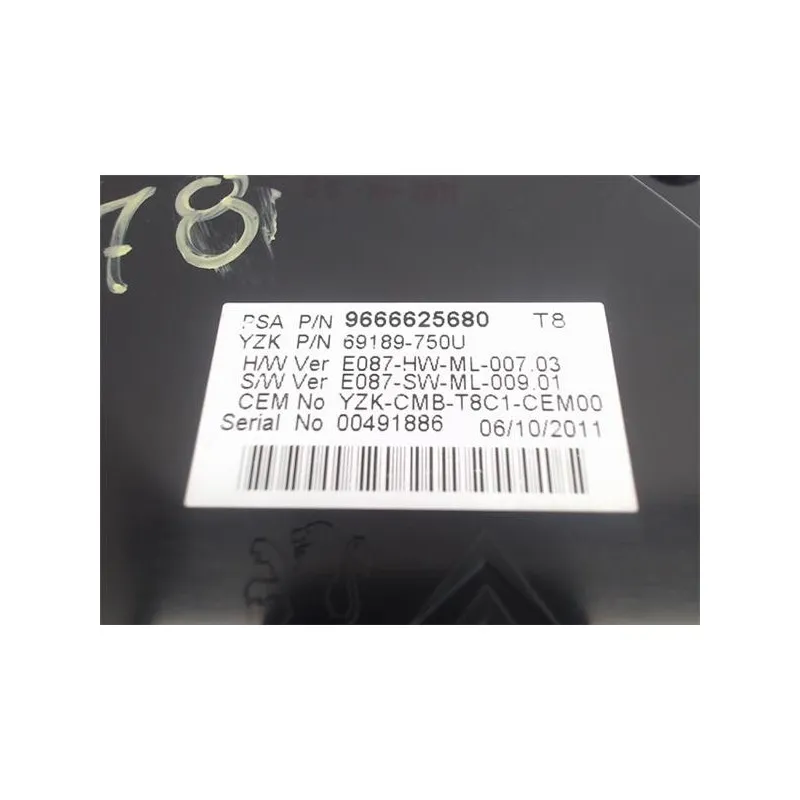 78
PSA P/N 9666625680 T8
YZK P/N 69189-750U
H/W Ver E087-HW-ML-007.03
S/W Ver E087-SW-ML-009.01
CEM No YZK-CMB-T8C1-CEM00
Serial No 00491886 06/10/2011